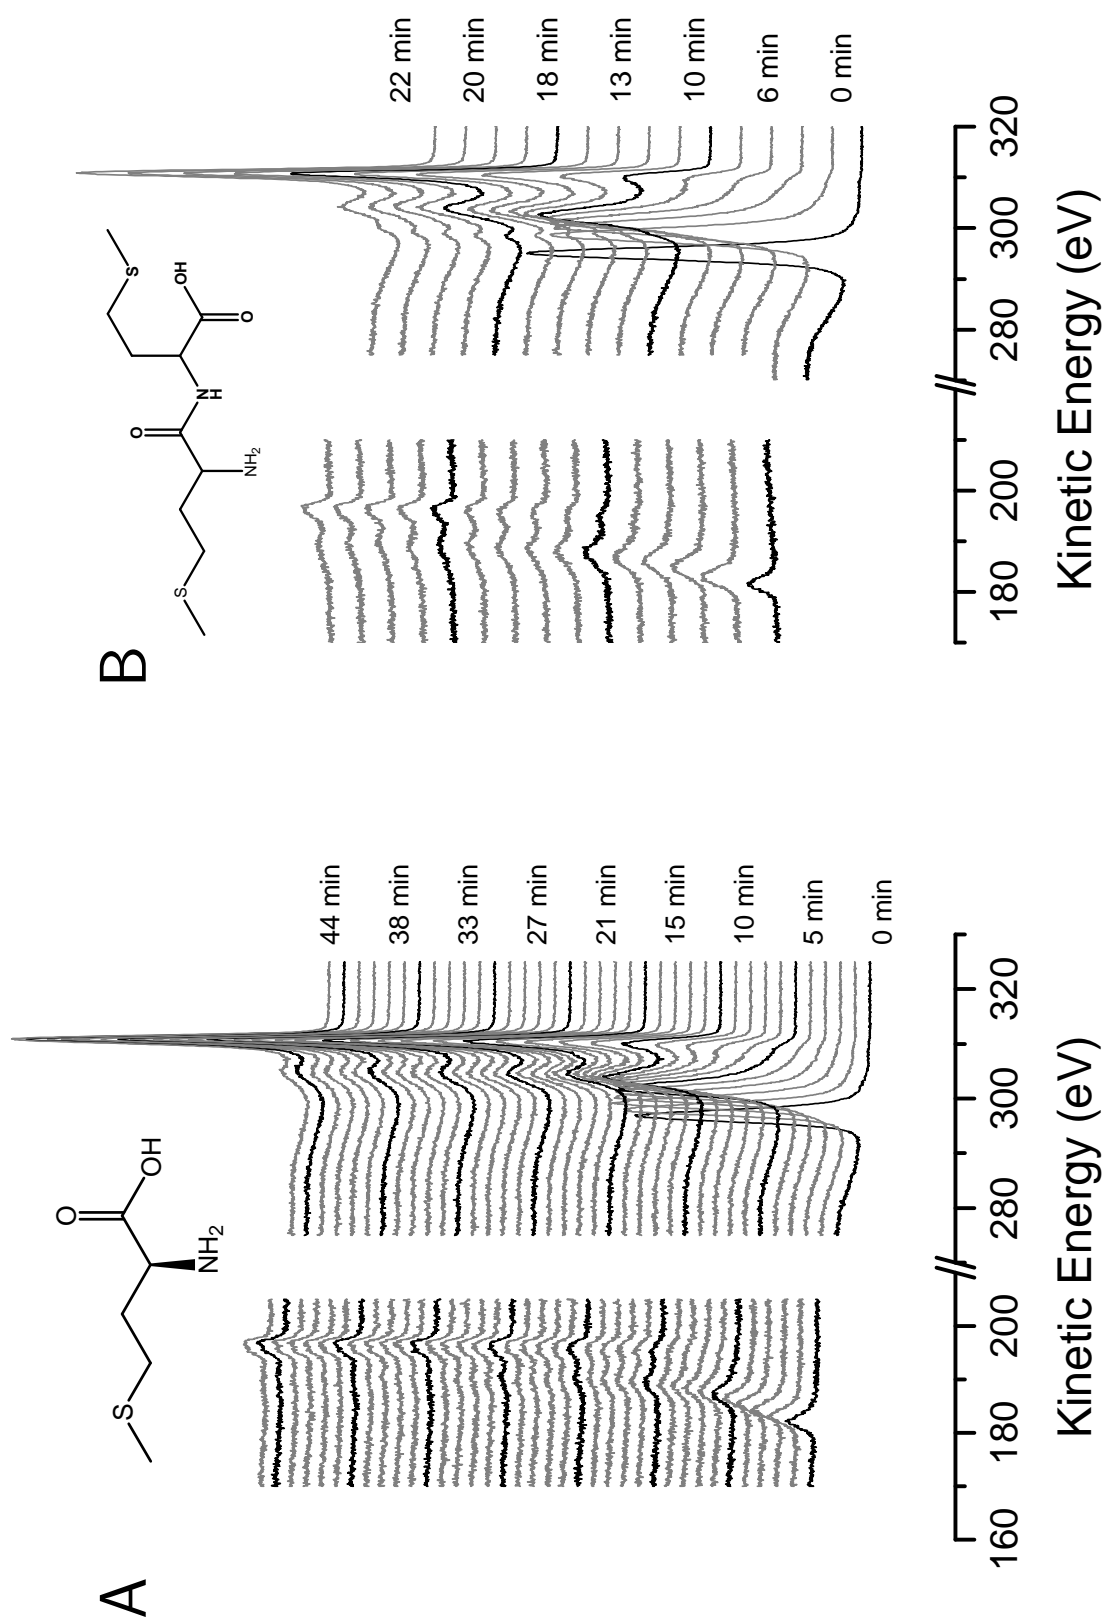 A
S
O
OH
NH2
44 min
38 min
33 min
27 min
21 min
15 min
10 min
5 min
0 min
160 180 200 280 300 320
Kinetic Energy (eV)
B
S
O
NH2
NH
O
OH
S
22 min
20 min
18 min
13 min
10 min
6 min
0 min
180 200 280 300 320
Kinetic Energy (eV)